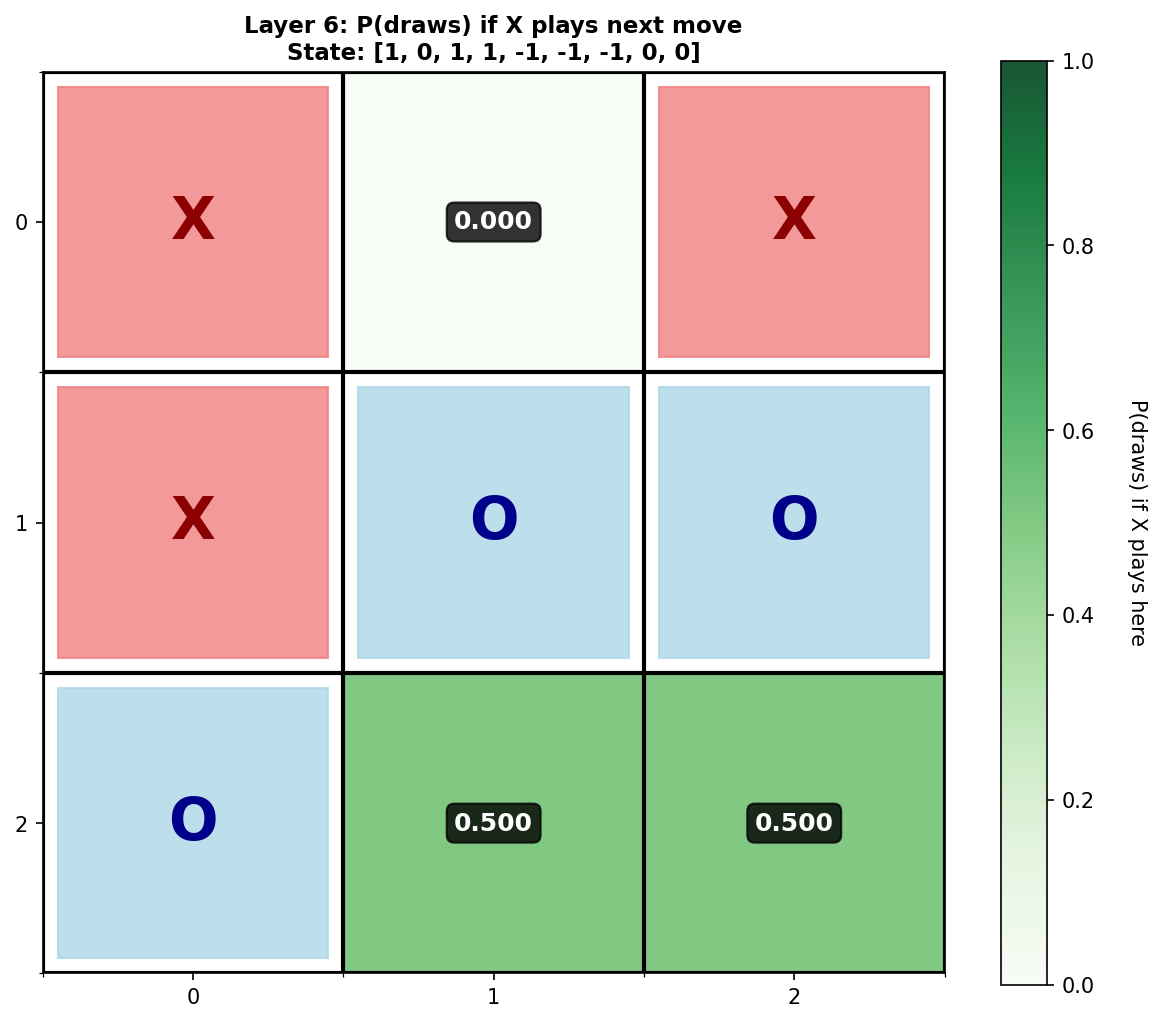 Layer 6: P(draws) if X plays next move
State: [1, 0, 1, 1, -1, -1, -1, 0, 0]
0
X
0.000
X
1
X
O
O
2
O
0.500
0.500
0
1
2
1.0
0.8
0.6
0.4
0.2
0.0
P(draws) if X plays here